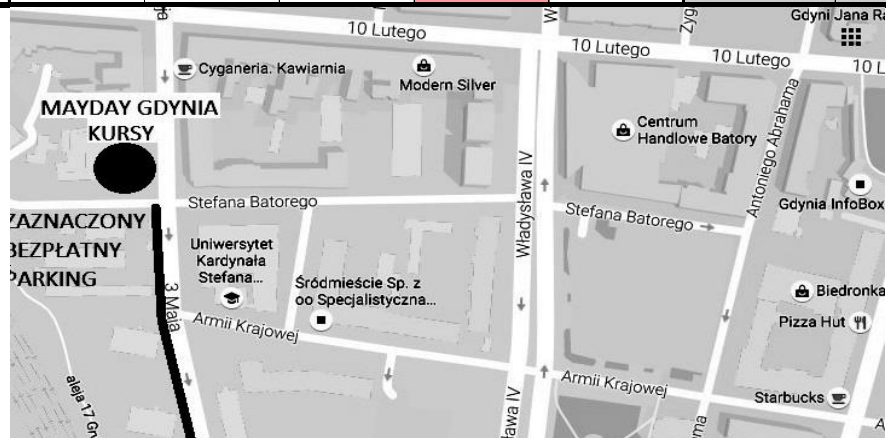 10 Lutego
10 Lutego
10 Lutego
10 L
Gdyni Jana Ra
Cyganeria. Kawiarnia
Modern Silver
MAYDAY GDYNIA
KURSY
Centrum
Handlowe Batory
Władysława IV
Antoniego Abrahama
Gdynia InfoBox
Stefana Batorego
Stefana Batorego
ZAZNACZONY
BEZPŁATNY
PARKING
Uniwersytet
Kardynała
Stefana...
Śródmieście Sp. z
oo Specjalistyczna...
3 Maja
Armii Krajowej
Biedronka
Pizza Hut
aleja 17 Gr
Armii Krajowej
Starbucks
ława IV